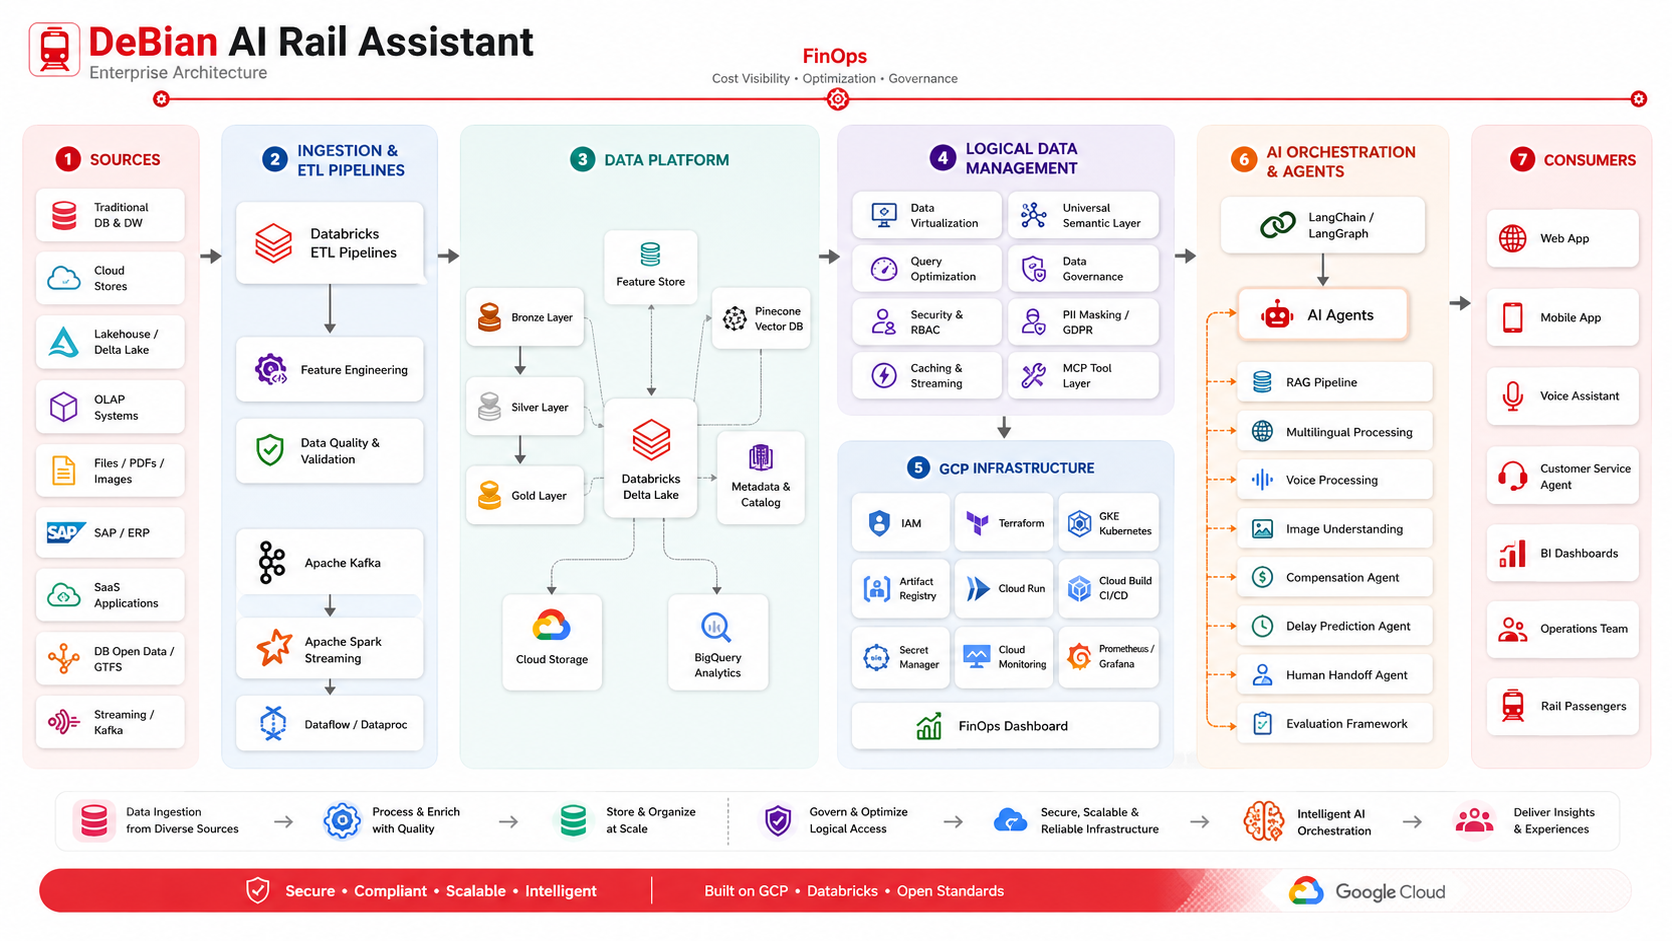 DeBian AI Rail Assistant
Enterprise Architecture
FinOps
Cost Visibility • Optimization • Governance
1 SOURCES
Traditional
DB & DW
Cloud
Stores
Lakehouse /
Delta Lake
OLAP
Systems
Files / PDFs /
Images
SAP
SAP / ERP
SaaS
Applications
DB Open Data /
GTFS
Streaming /
Kafka
2 INGESTION &
ETL PIPELINES
Databricks
ETL Pipelines
Feature Engineering
Data Quality &
Validation
Apache Kafka
Apache Spark
Streaming
Dataflow / Dataproc
3 DATA PLATFORM
Feature Store
Bronze Layer
Pinecone
Vector DB
Silver Layer
Databricks
Delta Lake
Gold Layer
Metadata &
Catalog
Cloud Storage
BigQuery
Analytics
4 LOGICAL DATA
MANAGEMENT
Data
Virtualization
Universal
Semantic Layer
Query
Optimization
Data
Governance
Security &
RBAC
PII Masking /
GDPR
Caching &
Streaming
MCP Tool
Layer
5 GCP INFRASTRUCTURE
IAM
Terraform
GKE
Kubernetes
Artifact
Registry
Cloud Run
Cloud Build
CI/CD
Secret
Manager
Cloud
Monitoring
Prometheus /
Grafana
FinOps Dashboard
6 AI ORCHESTRATION
& AGENTS
LangChain /
LangGraph
AI Agents
RAG Pipeline
Multilingual Processing
Voice Processing
Image Understanding
Compensation Agent
Delay Prediction Agent
Human Handoff Agent
Evaluation Framework
7 CONSUMERS
Web App
Mobile App
Voice Assistant
Customer Service
Agent
BI Dashboards
Operations Team
Rail Passengers
Data Ingestion
from Diverse Sources
Process & Enrich
with Quality
Store & Organize
at Scale
Govern & Optimize
Logical Access
Secure, Scalable &
Reliable Infrastructure
Intelligent AI
Orchestration
Deliver Insights
& Experiences
Secure • Compliant • Scalable • Intelligent
Built on GCP • Databricks • Open Standards
Google Cloud